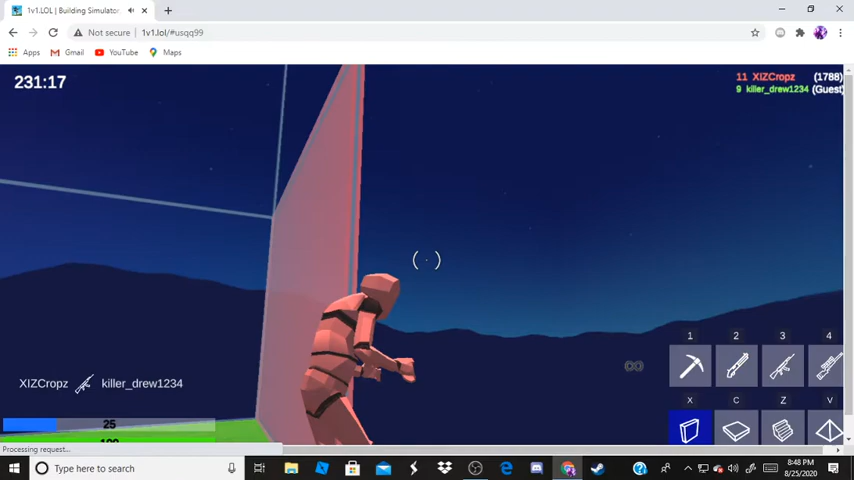 1v1.LOL | Building Simulator
Not secure | 1v1.lol/#usqq99
Apps Gmail YouTube Maps
231:17
11 XIZCropz (1788)
9 killer_drew1234 (Guest)
1 2 3 4
XIZCropz killer_drew1234
X C Z V
25
100
Processing request...
Type here to search
8:48 PM
8/25/2020